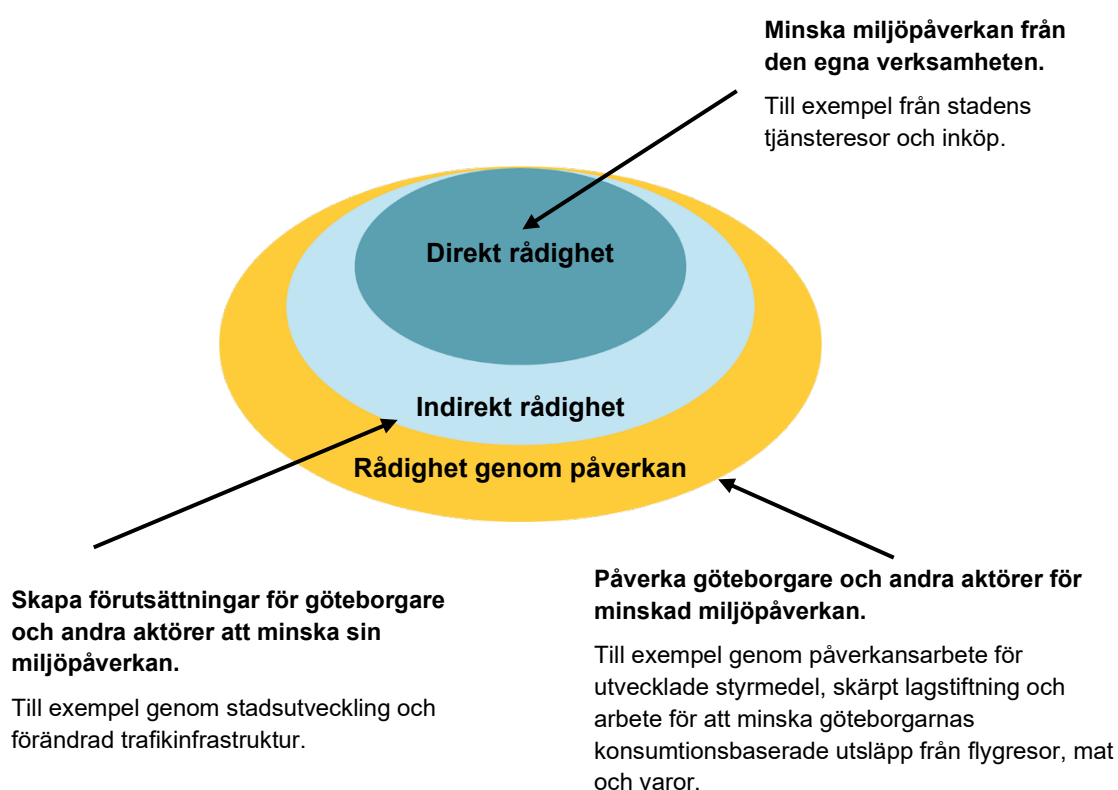 Minska miljöpåverkan från
den egna verksamheten.
Till exempel från stadens
tjänsteresor och inköp.
Direkt rådighet
Indirekt rådighet
Rådighet genom påverkan
Skapa förutsättningar för göteborgare
och andra aktörer att minska sin
miljöpåverkan.
Till exempel genom stadsutveckling och
förändrad trafikinfrastruktur.
Påverka göteborgare och andra aktörer för
minskad miljöpåverkan.
Till exempel genom påverkansarbete för
utvecklade styrmedel, skärpt lagstiftning och
arbete för att minska göteborgarnas
konsumtionsbaserade utsläpp från flygresor, mat
och varor.